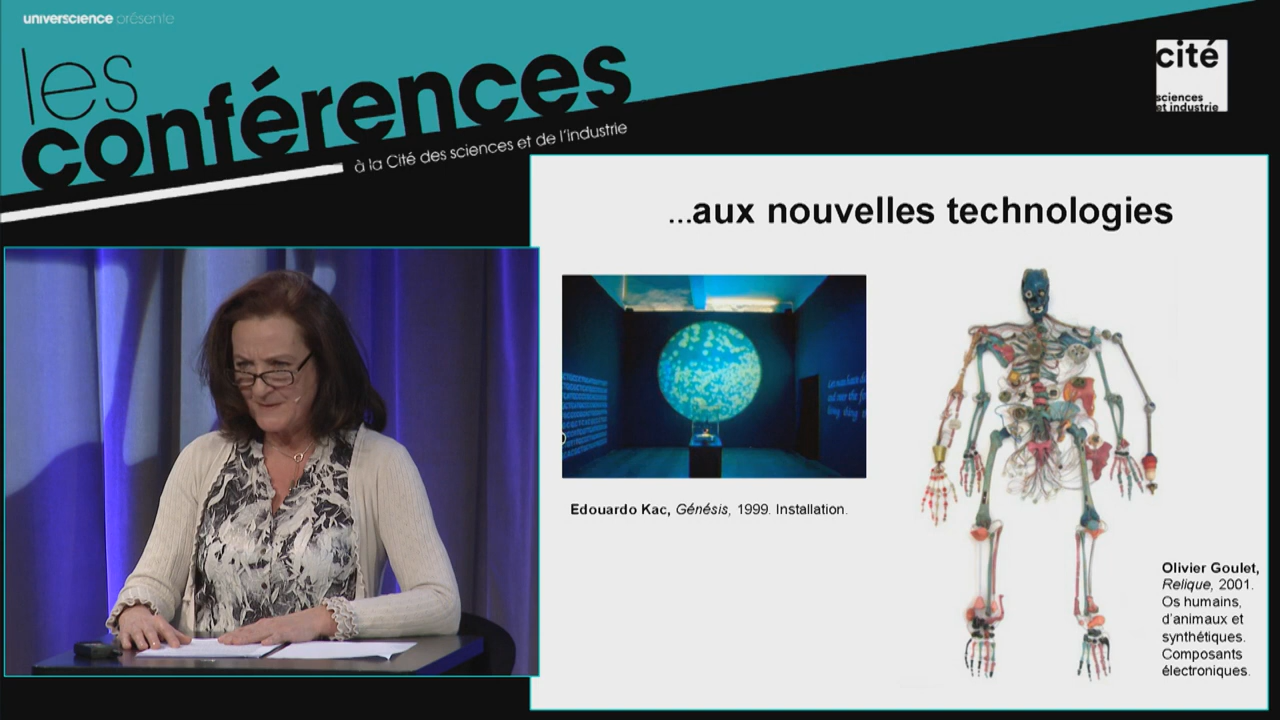 universcience présente
les
conférences
à la Cité des sciences et de l'industrie
cité
sciences
et industrie
...aux nouvelles technologies
Edouardo Kac, Génésis, 1999. Installation.
Olivier Goulet,
Relique, 2001.
Os humains,
d'animaux et
synthétiques.
Composants
électroniques.